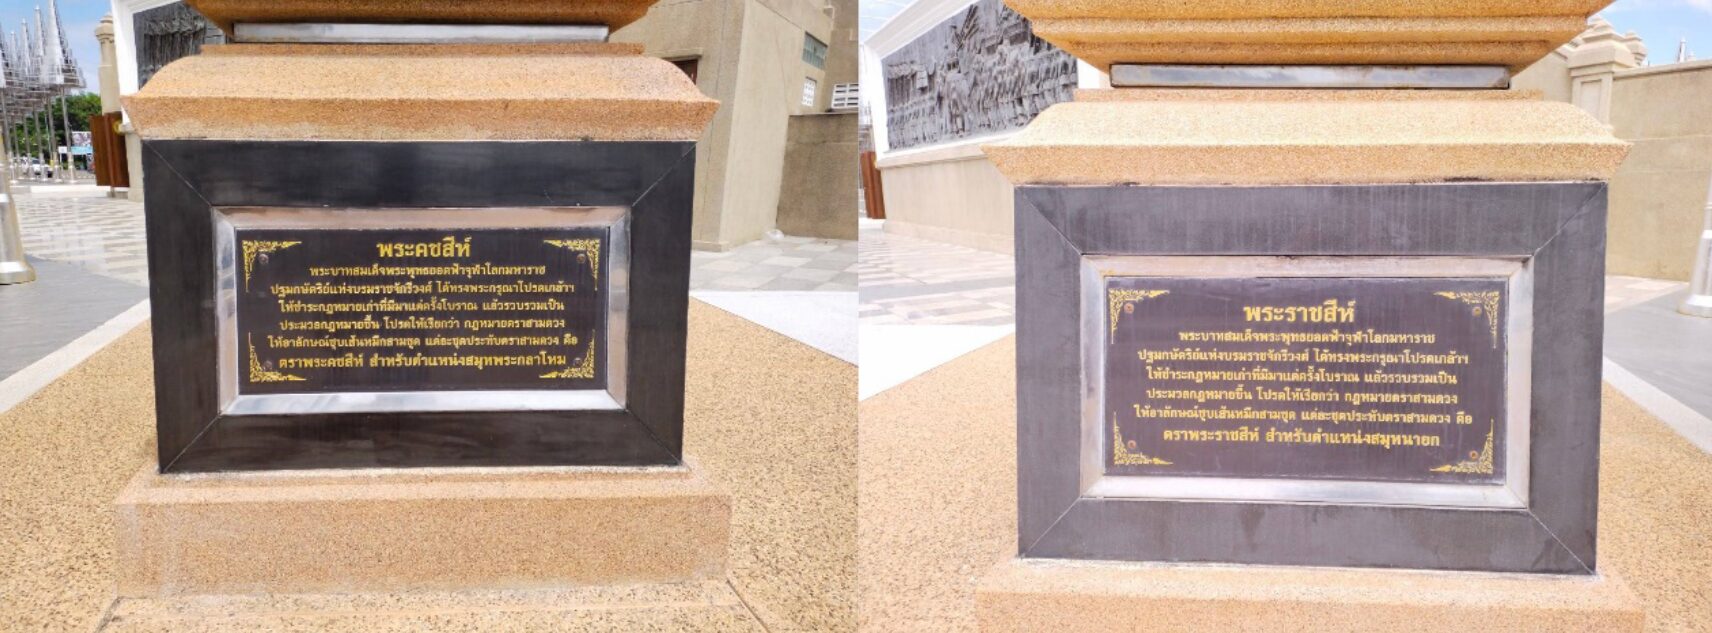 พระคชสีห์
พระบาทสมเด็จพระพุทธยอดฟ้าจุฬาโลกมหาราช
ปฐมกษัตริย์แห่งบรมราชจักรีวงศ์ ได้ทรงพระกรุณาโปรดเกล้าฯ
ให้ชำระกฎหมายเก่าที่มีมาแต่ครั้งโบราณ แล้วรวบรวมเป็น
ประมวลกฎหมายขึ้น โปรดให้เรียกว่า กฎหมายตราสามดวง
ให้อาลักษณ์ชุบเส้นหมึกสามชุด แต่ละชุดประทับตราสามดวง คือ
ตราพระคชสีห์ สำหรับตำแหน่งสมุหพระกลาโหม
พระราชสีห์
พระบาทสมเด็จพระพุทธยอดฟ้าจุฬาโลกมหาราช
ปฐมกษัตริย์แห่งบรมราชจักรีวงศ์ ได้ทรงพระกรุณาโปรดเกล้าฯ
ให้ชำระกฎหมายเก่าที่มีมาแต่ครั้งโบราณ แล้วรวบรวมเป็น
ประมวลกฎหมายขึ้น โปรดให้เรียกว่า กฎหมายตราสามดวง
ให้อาลักษณ์ชุบเส้นหมึกสามชุด แต่ละชุดประทับตราสามดวง คือ
ตราพระราชสีห์ สำหรับตำแหน่งสมุหนายก